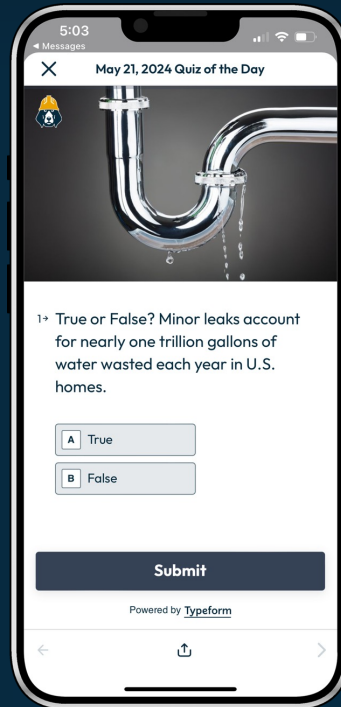 5:03
◀ Messages
May 21, 2024 Quiz of the Day
1→ True or False? Minor leaks account
for nearly one trillion gallons of
water wasted each year in U.S.
homes.
A True
B False
Submit
Powered by Typeform